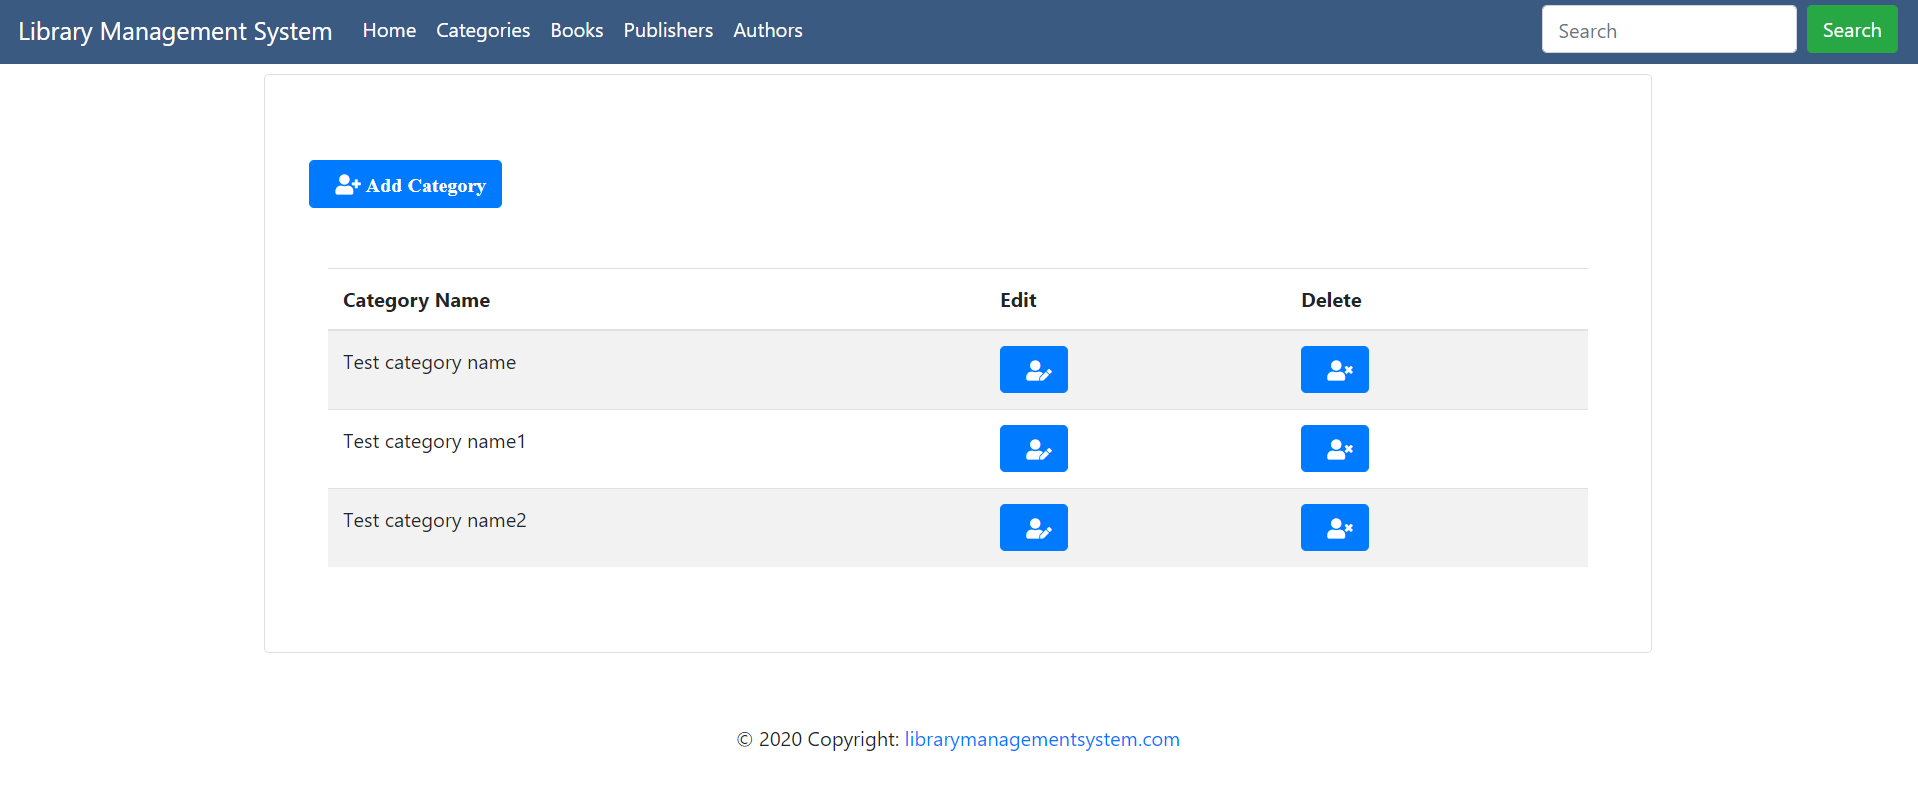 Library Management System Home Categories Books Publishers Authors Search Search
Add Category
Category Name Edit Delete
Test category name
Test category name1
Test category name2
© 2020 Copyright: librarymanagementsystem.com